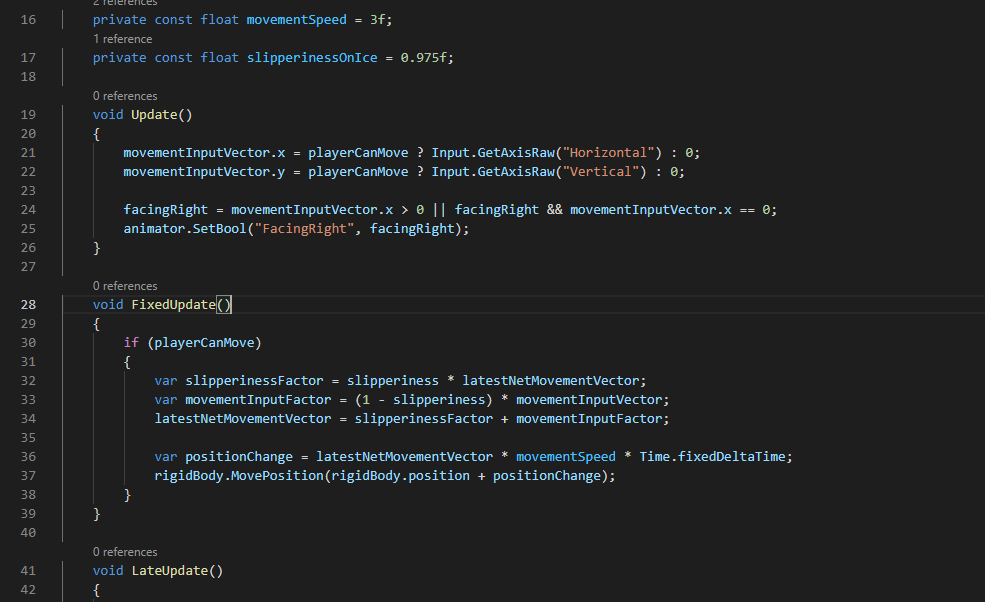 2 references
16 private const float movementSpeed = 3f;
1 reference
17 private const float slipperinessOnIce = 0.975f;
18
0 references
19 void Update()
20 {
21 movementInputVector.x = playerCanMove ? Input.GetAxisRaw("Horizontal") : 0;
22 movementInputVector.y = playerCanMove ? Input.GetAxisRaw("Vertical") : 0;
23
24 facingRight = movementInputVector.x > 0 || facingRight && movementInputVector.x == 0;
25 animator.SetBool("FacingRight", facingRight);
26 }
27
0 references
28 void FixedUpdate()
29 {
30 if (playerCanMove)
31 {
32 var slipperinessFactor = slipperiness * latestNetMovementVector;
33 var movementInputFactor = (1 - slipperiness) * movementInputVector;
34 latestNetMovementVector = slipperinessFactor + movementInputFactor;
35
36 var positionChange = latestNetMovementVector * movementSpeed * Time.fixedDeltaTime;
37 rigidBody.MovePosition(rigidBody.position + positionChange);
38 }
39 }
40
0 references
41 void LateUpdate()
42 {